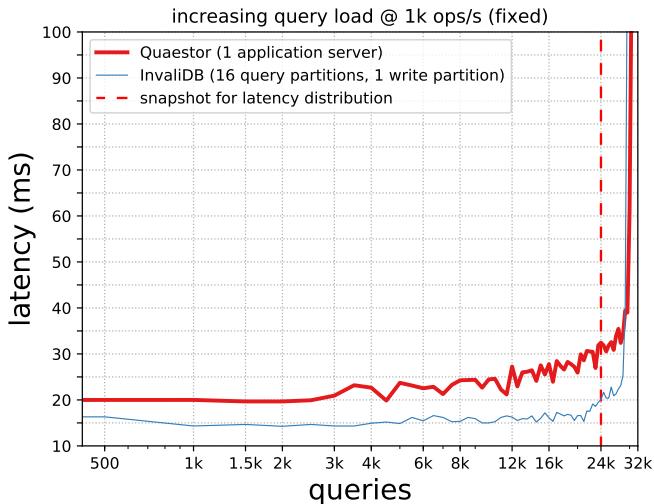 increasing query load @ 1k ops/s (fixed)
Quaestor (1 application server)
InvaliDB (16 query partitions, 1 write partition)
snapshot for latency distribution
latency (ms)
100
90
80
70
60
50
40
30
20
10
500 1k 1.5k 2k 3k 4k 6k 8k 12k 16k 24k 32k
queries